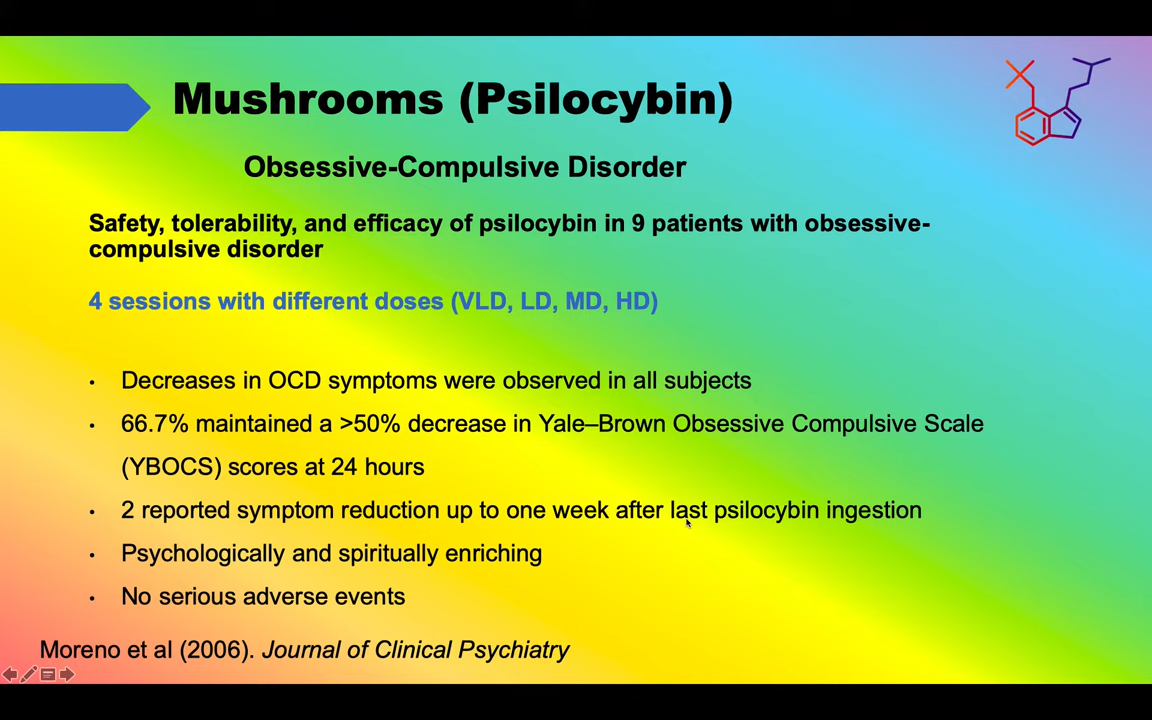 Mushrooms (Psilocybin)
Obsessive-Compulsive Disorder
Safety, tolerability, and efficacy of psilocybin in 9 patients with obsessive-
compulsive disorder
4 sessions with different doses (VLD, LD, MD, HD)
• Decreases in OCD symptoms were observed in all subjects
• 66.7% maintained a >50% decrease in Yale–Brown Obsessive Compulsive Scale
(YBOCS) scores at 24 hours
• 2 reported symptom reduction up to one week after last psilocybin ingestion
• Psychologically and spiritually enriching
• No serious adverse events
Moreno et al (2006). Journal of Clinical Psychiatry